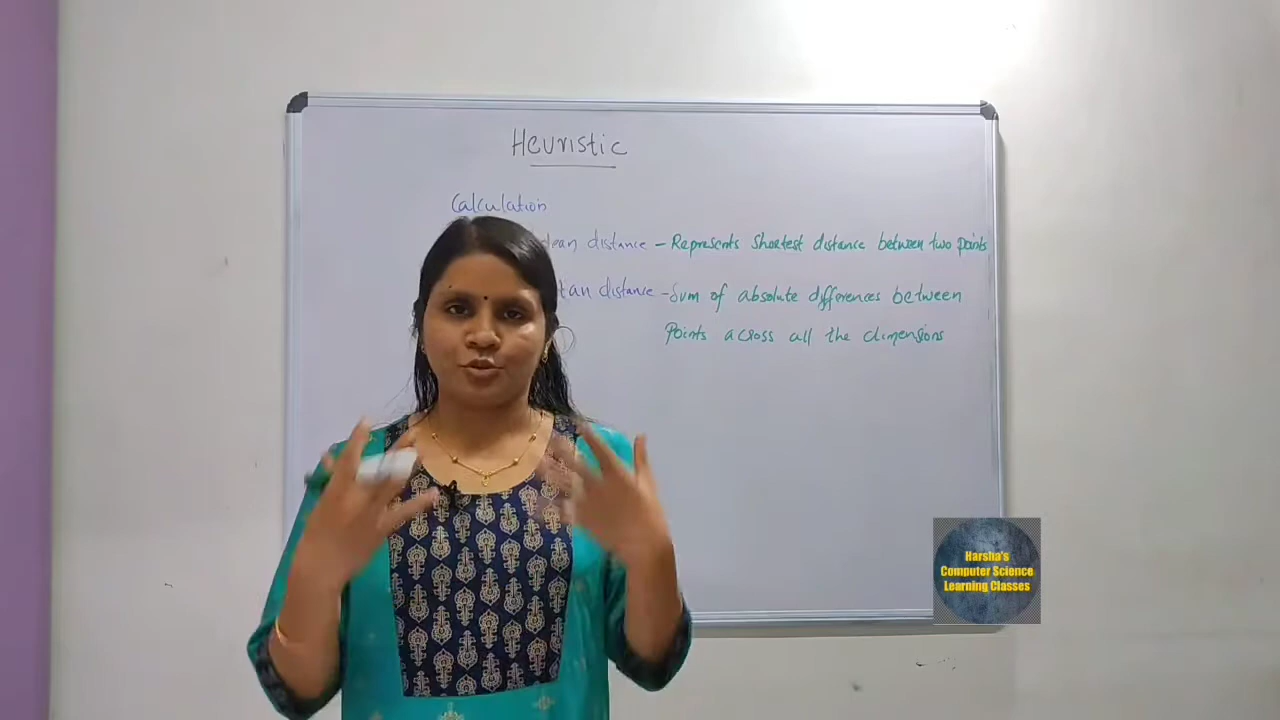 Heuristic
Calculation
distance - Represents shortest distance between two points
distance - Sum of absolute differences between
Points across all the dimensions
Harsha's
Computer Science
Learning Classes